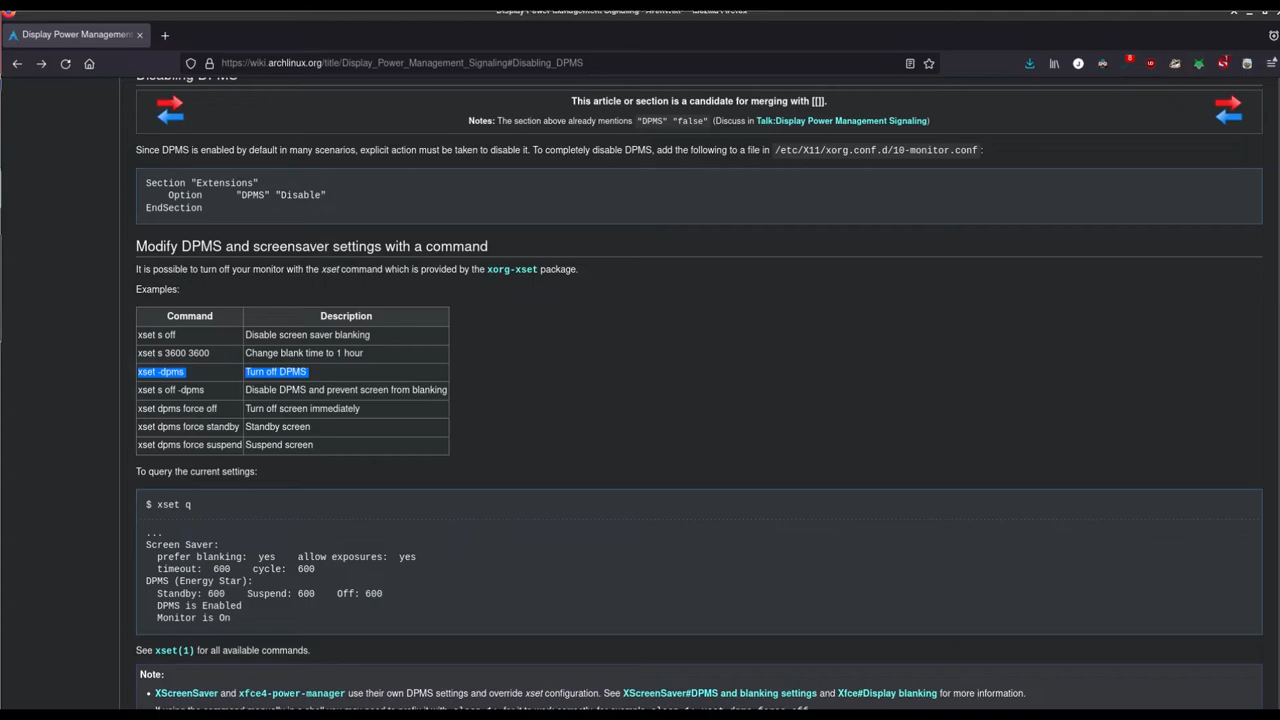 Display Power Management Signaling - ArchWiki — Mozilla Firefox
Display Power Management
https://wiki.archlinux.org/title/Display_Power_Management_Signaling#Disabling_DPMS
8
Disabling DPMS
This article or section is a candidate for merging with [[]].
Notes: The section above already mentions "DPMS" "false" (Discuss in Talk:Display Power Management Signaling)
Since DPMS is enabled by default in many scenarios, explicit action must be taken to disable it. To completely disable DPMS, add the following to a file in /etc/X11/xorg.conf.d/10-monitor.conf :
Section "Extensions"
Option "DPMS" "Disable"
EndSection
Modify DPMS and screensaver settings with a command
It is possible to turn off your monitor with the xset command which is provided by the xorg-xset package.
Examples:
Command Description
xset s off Disable screen saver blanking
xset s 3600 3600 Change blank time to 1 hour
xset -dpms Turn off DPMS
xset s off -dpms Disable DPMS and prevent screen from blanking
xset dpms force off Turn off screen immediately
xset dpms force standby Standby screen
xset dpms force suspend Suspend screen
To query the current settings:
$ xset q
...
Screen Saver:
prefer blanking: yes allow exposures: yes
timeout: 600 cycle: 600
DPMS (Energy Star):
Standby: 600 Suspend: 600 Off: 600
DPMS is Enabled
Monitor is On
See xset(1) for all available commands.
Note:
• XScreenSaver and xfce4-power-manager use their own DPMS settings and override xset configuration. See XScreenSaver#DPMS and blanking settings and Xfce#Display blanking for more information.